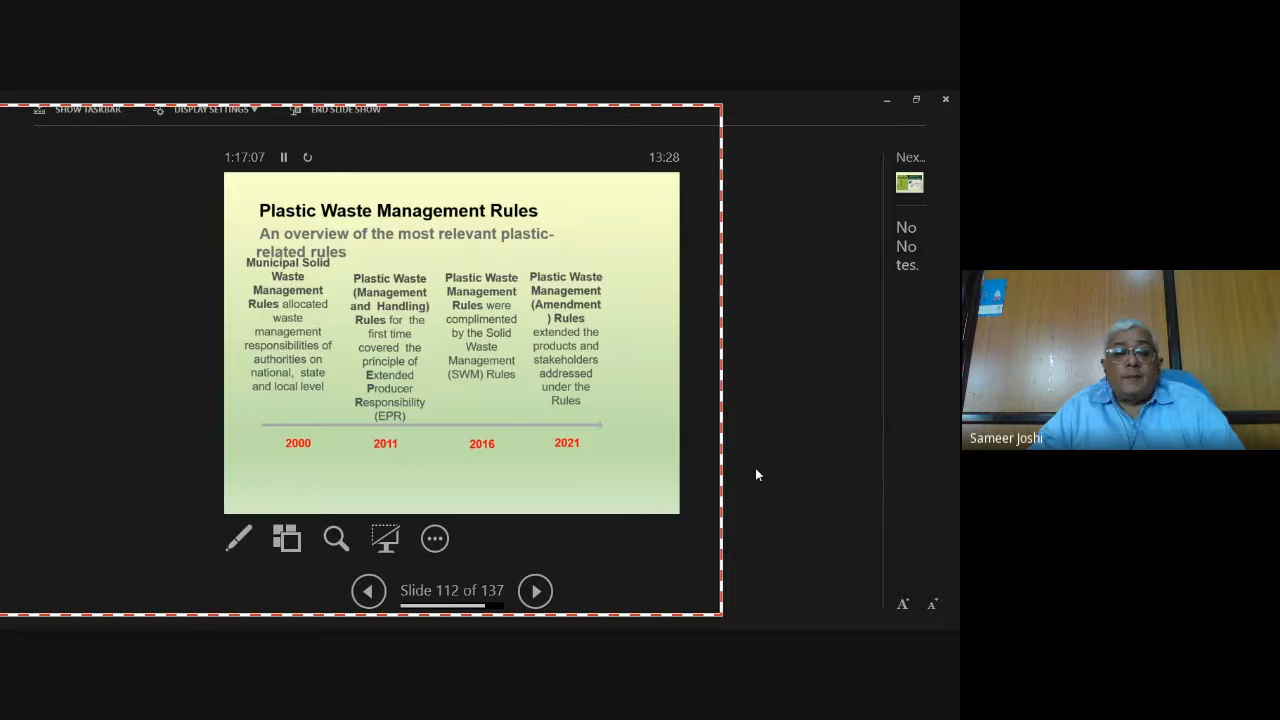 SHOW TASKBAR DISPLAY SETTINGS END SLIDE SHOW
1:17:07 13:28
Nex...
Plastic Waste Management Rules
An overview of the most relevant plastic-
related rules
Municipal Solid
Waste
Management
Rules allocated
waste
management
responsibilities of
authorities on
national, state
and local level
Plastic Waste
(Management
and Handling)
Rules for the
first time
covered the
principle of
Extended
Producer
Responsibility
(EPR)
Plastic Waste
Management
Rules were
complimented
by the Solid
Waste
Management
(SWM) Rules
Plastic Waste
Management
(Amendment
) Rules
extended the
products and
stakeholders
addressed
under the
Rules
2000 2011 2016 2021
No
No
tes.
Slide 112 of 137
A A
Sameer Joshi